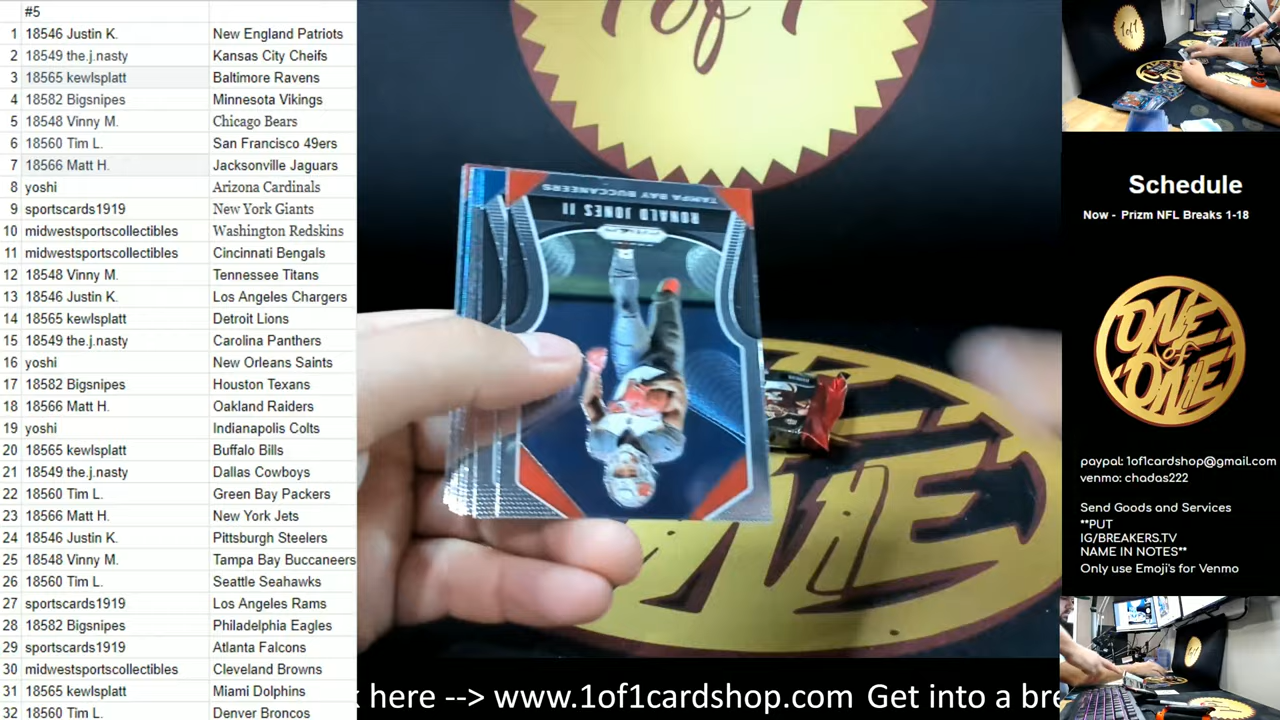 #5
1 18546 Justin K. New England Patriots
2 18549 the.j.nasty Kansas City Cheifs
3 18565 kewlsplatt Baltimore Ravens
4 18582 Bigsnipes Minnesota Vikings
5 18548 Vinny M. Chicago Bears
6 18560 Tim L. San Francisco 49ers
7 18566 Matt H. Jacksonville Jaguars
8 yoshi Arizona Cardinals
9 sportscards1919 New York Giants
10 midwestsportscollectibles Washington Redskins
11 midwestsportscollectibles Cincinnati Bengals
12 18548 Vinny M. Tennessee Titans
13 18546 Justin K. Los Angeles Chargers
14 18565 kewlsplatt Detroit Lions
15 18549 the.j.nasty Carolina Panthers
16 yoshi New Orleans Saints
17 18582 Bigsnipes Houston Texans
18 18566 Matt H. Oakland Raiders
19 yoshi Indianapolis Colts
20 18565 kewlsplatt Buffalo Bills
21 18549 the.j.nasty Dallas Cowboys
22 18560 Tim L. Green Bay Packers
23 18566 Matt H. New York Jets
24 18546 Justin K. Pittsburgh Steelers
25 18548 Vinny M. Tampa Bay Buccaneers
26 18560 Tim L. Seattle Seahawks
27 sportscards1919 Los Angeles Rams
28 18582 Bigsnipes Philadelphia Eagles
29 sportscards1919 Atlanta Falcons
30 midwestsportscollectibles Cleveland Browns
31 18565 kewlsplatt Miami Dolphins
32 18560 Tim L. Denver Broncos
1of1
TAMPA BAY BUCCANEERS
RONALD JONES II
PRIZM
ONE
here --> www.1of1cardshop.com Get into a bre
1of1
Schedule
Now - Prizm NFL Breaks 1-18
ONE
of
ONE
paypal: 1of1cardshop@gmail.com
venmo: chadas222
Send Goods and Services
**PUT
IG/BREAKERS.TV
NAME IN NOTES**
Only use Emoji's for Venmo